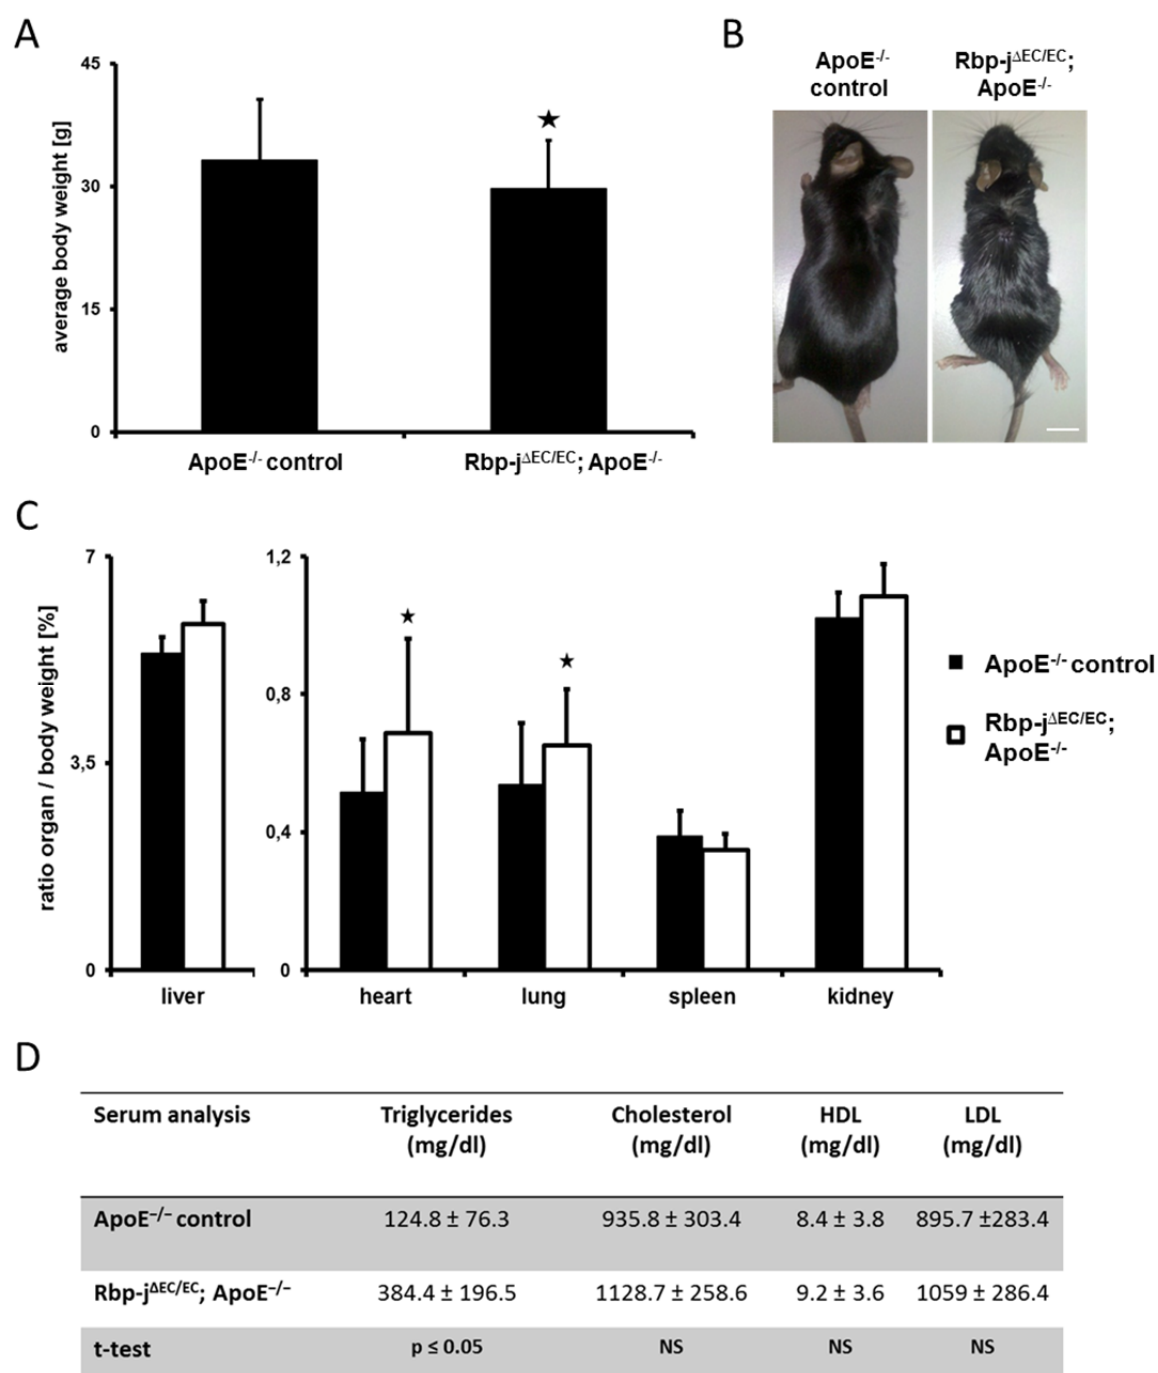 A
45
30
15
0
average body weight [g]
★
ApoE-/- control
Rbp-jΔEC/EC; ApoE-/-
B
ApoE-/-
control
Rbp-jΔEC/EC;
ApoE-/-
C
7
3,5
0
ratio organ / body weight [%]
1,2
0,8
0,4
0
★
★
liver
heart
lung
spleen
kidney
ApoE-/- control
Rbp-jΔEC/EC;
ApoE-/-
D
Serum analysis Triglycerides Cholesterol HDL LDL
(mg/dl) (mg/dl) (mg/dl) (mg/dl)
ApoE–/– control 124.8 ± 76.3 935.8 ± 303.4 8.4 ± 3.8 895.7 ±283.4
Rbp-jΔEC/EC; ApoE–/– 384.4 ± 196.5 1128.7 ± 258.6 9.2 ± 3.6 1059 ± 286.4
t-test p ≤ 0.05 NS NS NS